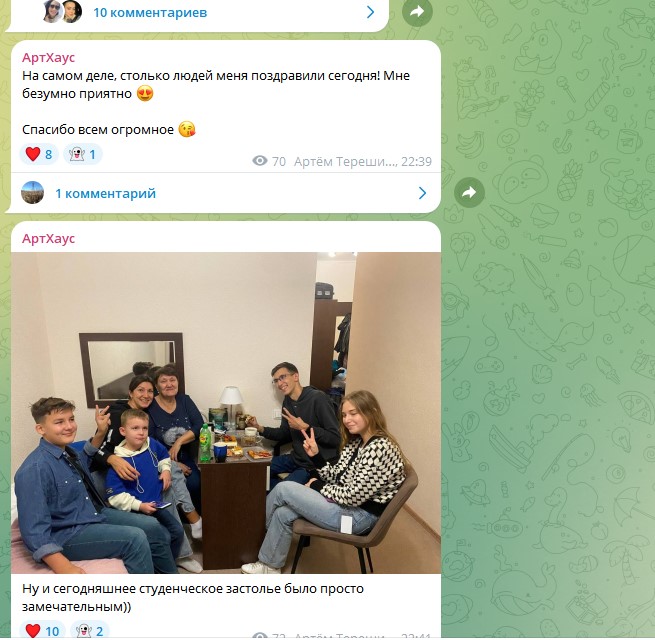 10 комментариев
АртХаус
На самом деле, столько людей меня поздравили сегодня! Мне
безумно приятно 😍
Спасибо всем огромное 😘
❤️ 8 👻 1 70 Артём Тереши..., 22:39
1 комментарий
АртХаус
Ну и сегодняшнее студенческое застолье было просто
замечательным))
❤️ 10 👻 2 Артём Тереши...,